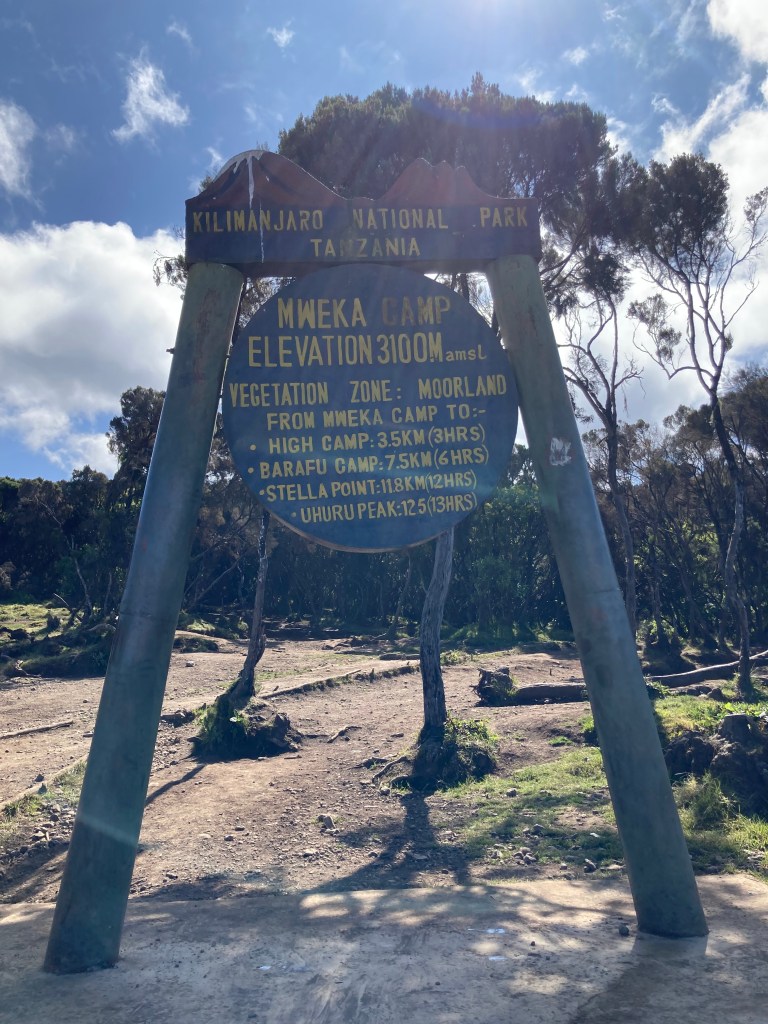 KILIMANJARO NATIONAL PARK
TANZANIA
MWEKA CAMP
ELEVATION 3100M amsl
VEGETATION ZONE: MOORLAND
FROM MWEKA CAMP TO:-
• HIGH CAMP: 3.5KM (3HRS)
• BARAFU CAMP: 7.5KM (6HRS)
• STELLA POINT: 11.8KM (12HRS)
• UHURU PEAK: 12.5 (13HRS)